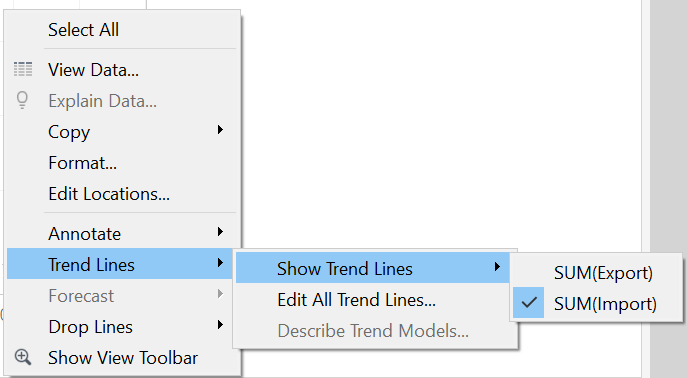 Select All
View Data...
Explain Data...
Copy
Format...
Edit Locations...
Annotate
Trend Lines
Show Trend Lines
SUM(Export)
Forecast
Edit All Trend Lines...
SUM(Import)
Drop Lines
Describe Trend Models...
Show View Toolbar